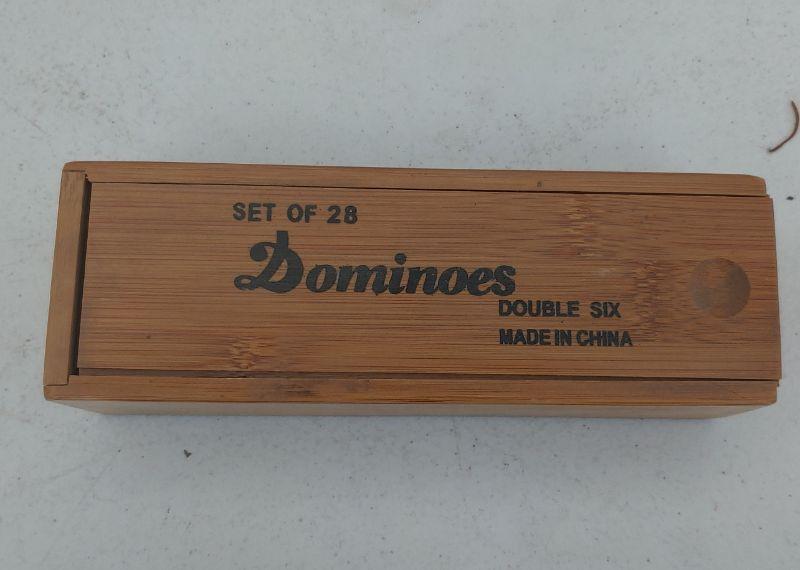 SET OF 28
Dominoes
DOUBLE SIX
MADE IN CHINA